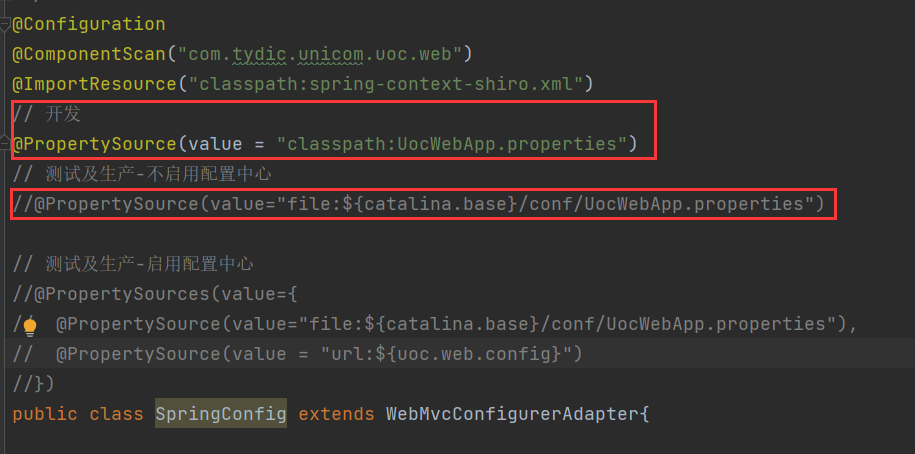 @Configuration
@ComponentScan("com.tydic.unicom.uoc.web")
@ImportResource("classpath:spring-context-shiro.xml")
// 开发
@PropertySource(value = "classpath:UocWebApp.properties")
// 测试及生产-不启用配置中心
//@PropertySource(value="file:${catalina.base}/conf/UocWebApp.properties")
// 测试及生产-启用配置中心
//@PropertySources(value={
/ @PropertySource(value="file:${catalina.base}/conf/UocWebApp.properties"),
// @PropertySource(value = "url:${uoc.web.config}")
//})
public class SpringConfig extends WebMvcConfigurerAdapter{